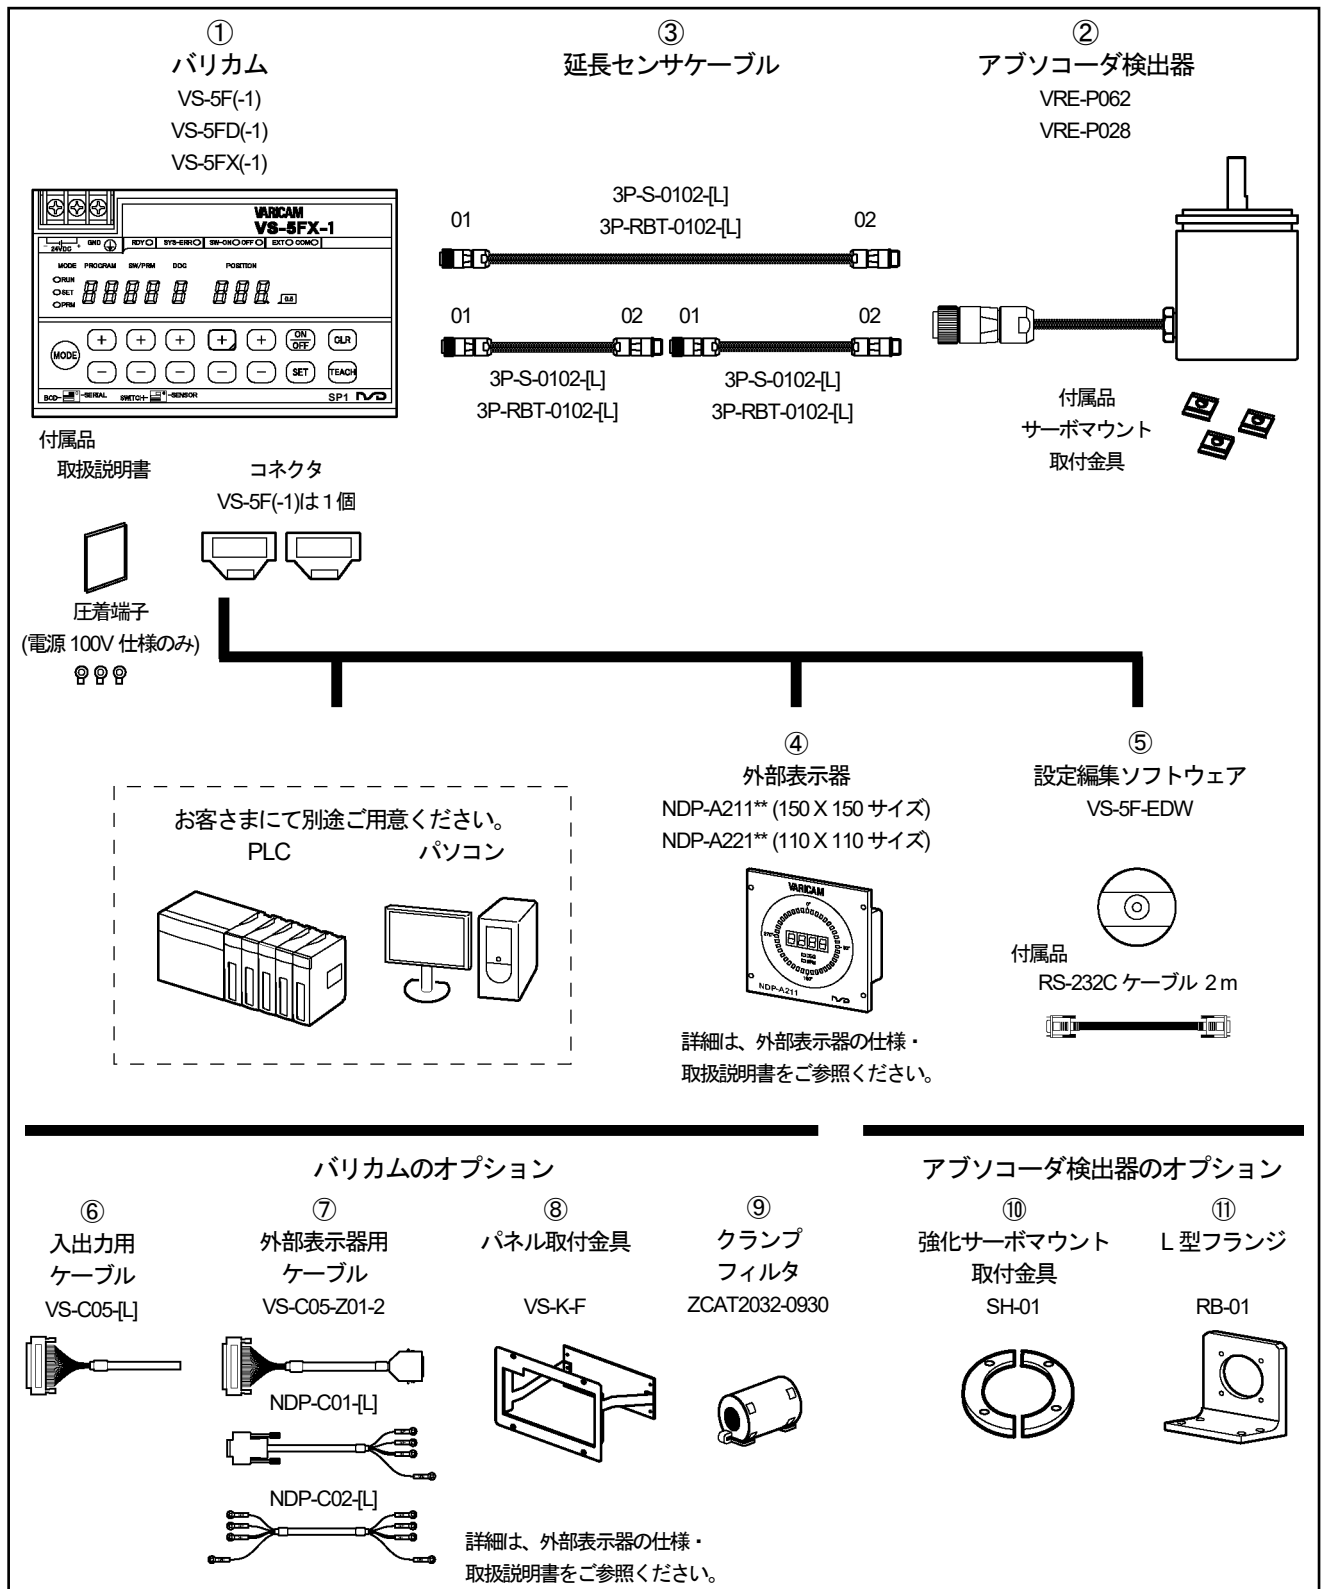 ①
バリカム
VS-5F(-1)
VS-5FD(-1)
VS-5FX(-1)
③
延長センサケーブル
②
アブソコーダ検出器
VRE-P062
VRE-P028
VARICAM
VS-5FX-1
24VDC
- +
GND
RDY
SYS-ERR
SW-ON OFF
EXT COM
MODE PROGRAM SW/PRM DOG POSITION
RUN
SET
PRM
0.5
MODE
+ + + + +
ON
OFF
CLR
- - - - -
SET
TEACH
BCD- -SERIAL SWITCH- -SENSOR
SP1 NSD
3P-S-0102-[L]
3P-RBT-0102-[L]
01 02
01 02 01 02
3P-S-0102-[L]
3P-RBT-0102-[L]
3P-S-0102-[L]
3P-RBT-0102-[L]
付属品
サーボマウント
取付金具
付属品
取扱説明書
コネクタ
VS-5F(-1)は1個
圧着端子
(電源 100V 仕様のみ)
お客さまにて別途ご用意ください。
PLC パソコン
④
外部表示器
NDP-A211** (150 X 150 サイズ)
NDP-A221** (110 X 110 サイズ)
VARICAM
0°
90°
180°
270°
NDP-A211
NSD
詳細は、外部表示器の仕様・
取扱説明書をご参照ください。
⑤
設定編集ソフトウェア
VS-5F-EDW
付属品
RS-232C ケーブル 2 m
バリカムのオプション
⑥
入出力用
ケーブル
VS-C05-[L]
⑦
外部表示器用
ケーブル
VS-C05-Z01-2
NDP-C01-[L]
NDP-C02-[L]
詳細は、外部表示器の仕様・
取扱説明書をご参照ください。
⑧
パネル取付金具
VS-K-F
⑨
クランプ
フィルタ
ZCAT2032-0930
アブソコーダ検出器のオプション
⑩
強化サーボマウント
取付金具
SH-01
⑪
L 型フランジ
RB-01